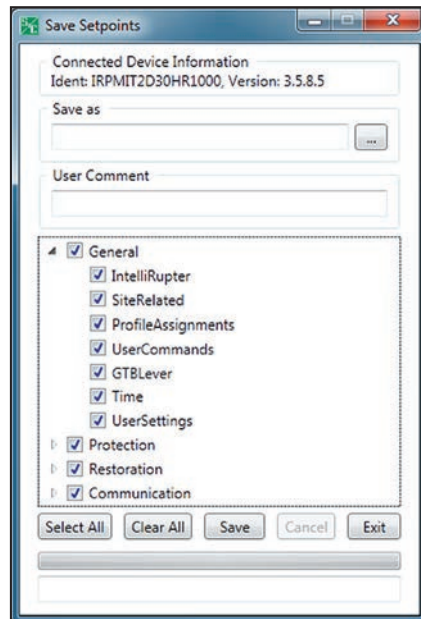 Save Setpoints
Connected Device Information
Ident: IRPMIT2D30HR1000, Version: 3.5.8.5
Save as
...
User Comment
General
IntelliRupter
SiteRelated
ProfileAssignments
UserCommands
GTBLever
Time
UserSettings
Protection
Restoration
Communication
Select All Clear All Save Cancel Exit